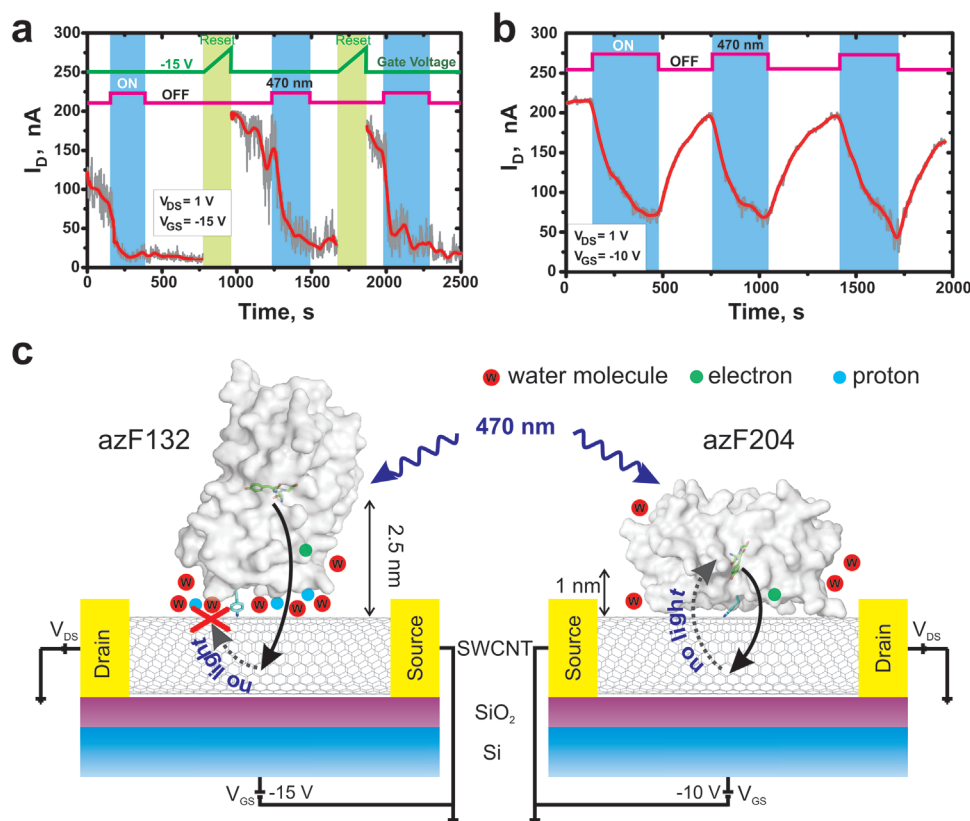 a
I_D, nA
300
250
200
150
100
50
0
Reset
Reset
-15 V
Gate Voltage
ON
OFF
470 nm
V_DS = 1 V
V_GS = -15 V
0 500 1000 1500 2000 2500
Time, s
b
I_D, nA
300
250
200
150
100
50
0
ON
OFF
470 nm
V_DS = 1 V
V_GS = -10 V
0 500 1000 1500 2000
Time, s
c
W water molecule electron proton
azF132
470 nm
azF204
2.5 nm
1 nm
W
W
W
W
W
W
W
W
W
W
W
W
no light
no light
V_DS
Drain
Source
SWCNT
Source
Drain
V_DS
SiO₂
Si
V_GS -15 V
-10 V V_GS